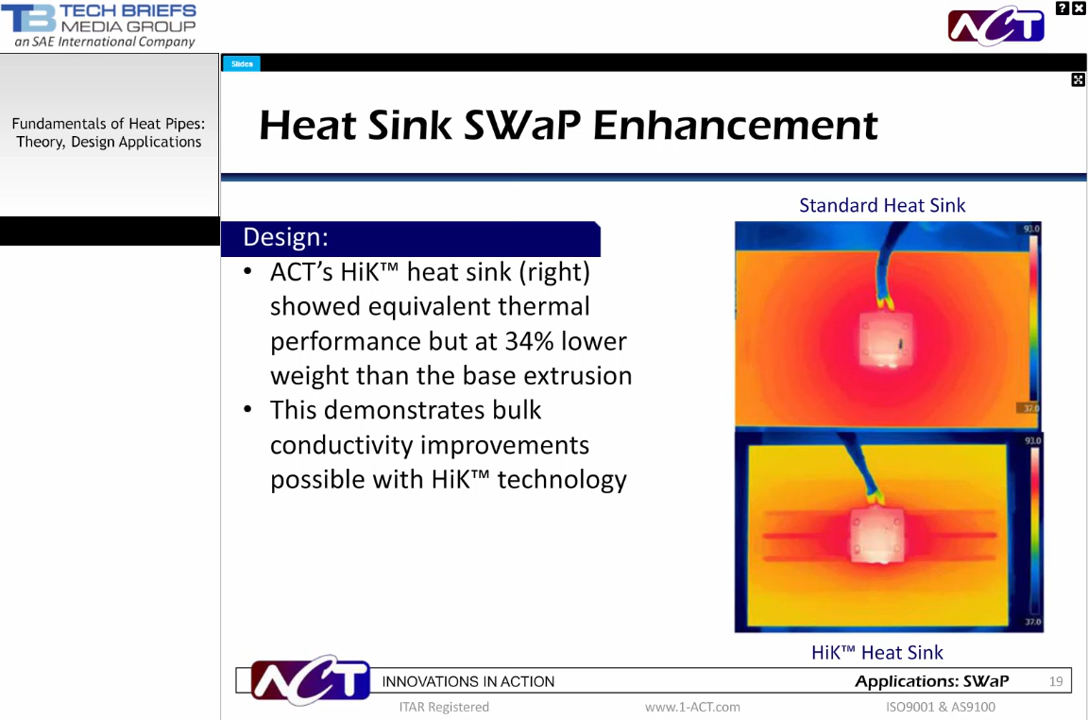 TECH BRIEFS
MEDIA GROUP
an SAE International Company
ACT
Slides
Fundamentals of Heat Pipes:
Theory, Design Applications
Heat Sink SWaP Enhancement
Standard Heat Sink
Design:
• ACT’s HiK™ heat sink (right)
showed equivalent thermal
performance but at 34% lower
weight than the base extrusion
• This demonstrates bulk
conductivity improvements
possible with HiK™ technology
93.0
37.0
93.0
37.0
HiK™ Heat Sink
ACT
INNOVATIONS IN ACTION
Applications: SWaP
19
ITAR Registered
www.1-ACT.com
ISO9001 & AS9100